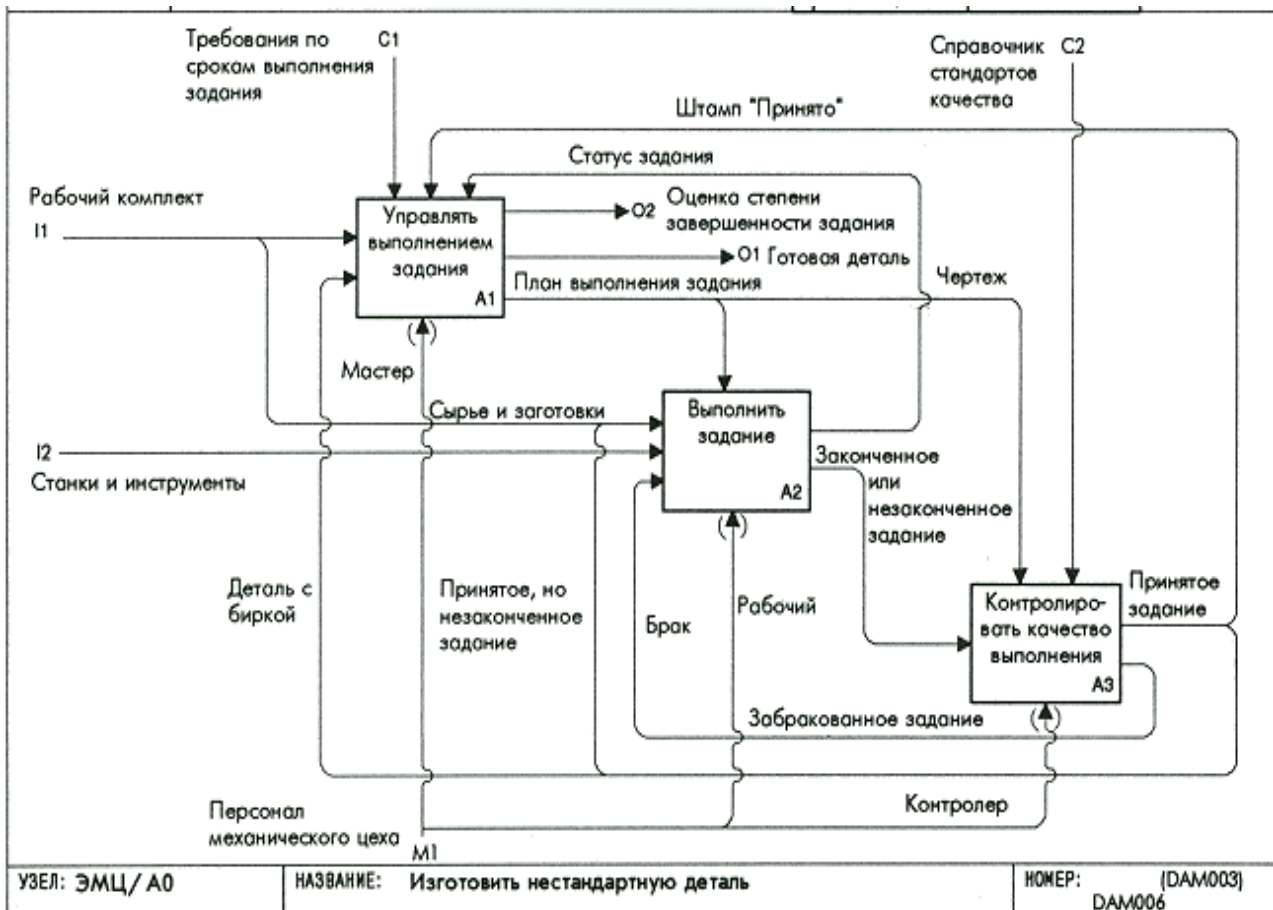 Требования по
срокам выполнения
задания
C1
Справочник
стандартов
качества
C2
Штамп "Принято"
Статус задания
Рабочий комплект
I1
Управлять
выполнением
задания
A1
O2
Оценка степени
завершенности задания
O1 Готовая деталь
План выполнения задания
Чертеж
Мастер
Сырье и заготовки
Выполнить
задание
A2
I2
Станки и инструменты
Законченное
или
незаконченное
задание
Деталь с
биркой
Принятое, но
незаконченное
задание
Брак
Рабочий
Контролиро-
вать качество
выполнения
A3
Принятое
задание
Забракованное задание
Контролер
Персонал
механического цеха
M1
УЗЕЛ: ЭМЦ/A0
НАЗВАНИЕ: Изготовить нестандартную деталь
НОМЕР: (DAM003)
DAM006